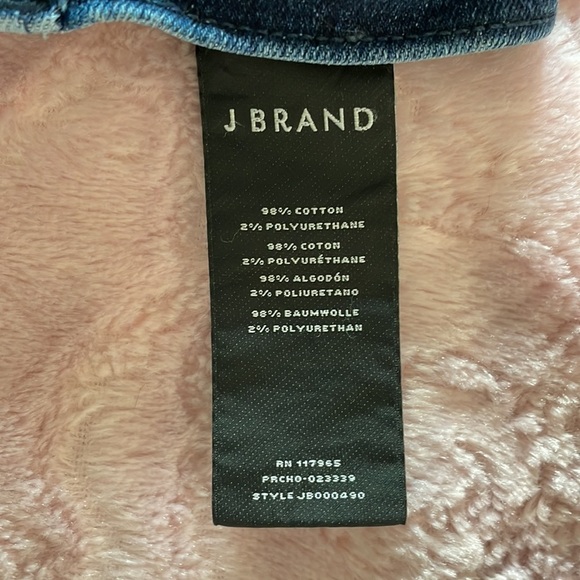 J BRAND
98% COTTON
2% POLYURETHANE
98% COTON
2% POLYURÉTHANE
98% ALGODÓN
2% POLIURETANO
98% BAUMWOLLE
2% POLYURETHAN
RN 117965
PRCHO-023339
STYLE JB000490